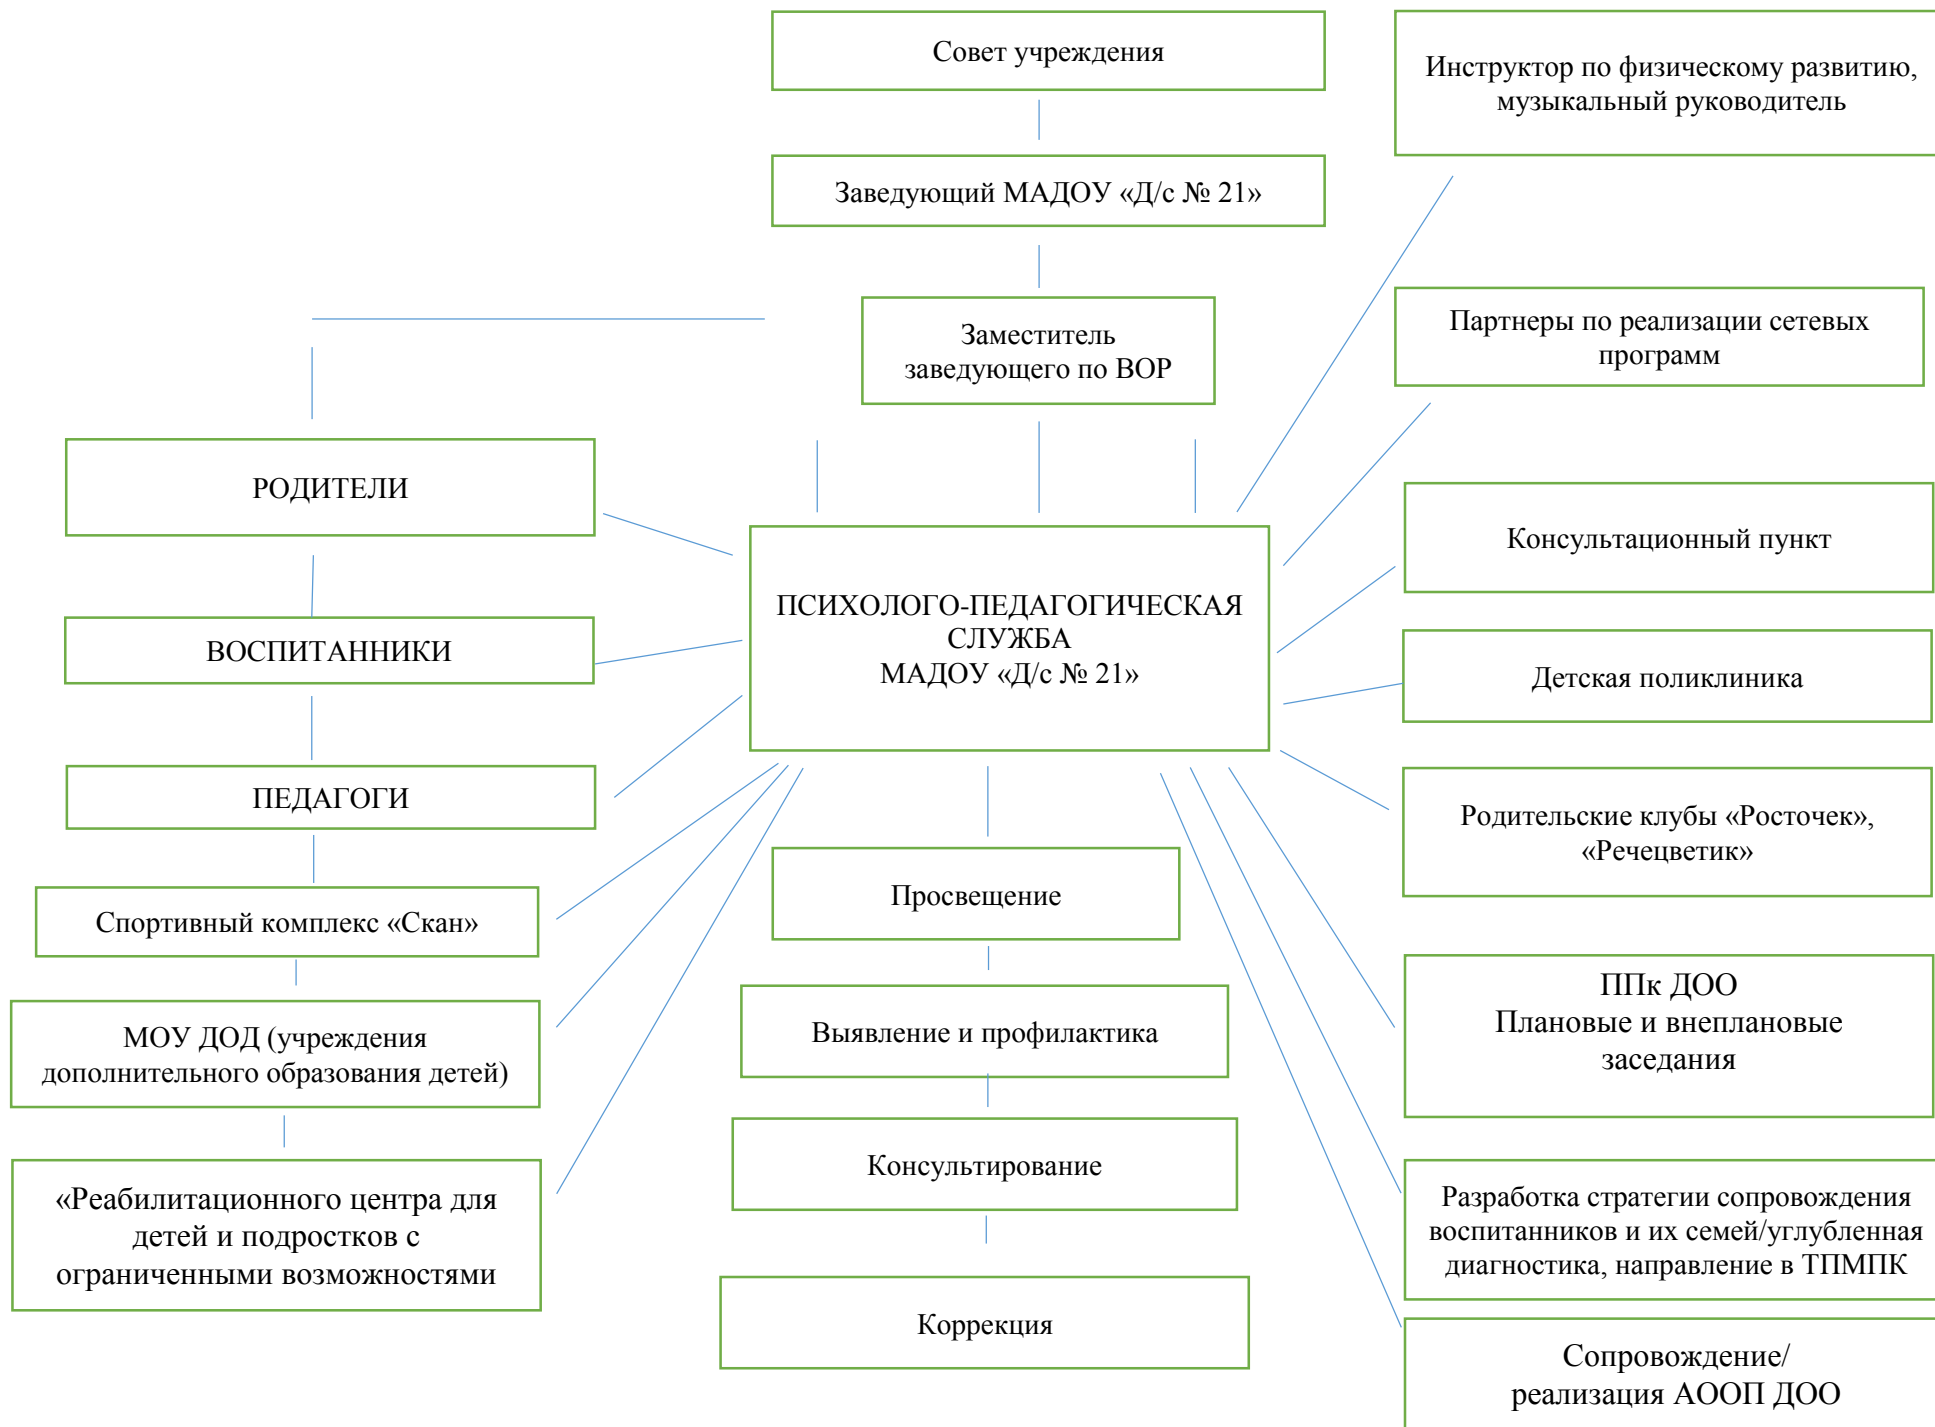 Совет учреждения
Инструктор по физическому развитию,
музыкальный руководитель
Заведующий МАДОУ «Д/с № 21»
Заместитель
заведующего по ВОР
Партнеры по реализации сетевых
программ
РОДИТЕЛИ
Консультационный пункт
ПСИХОЛОГО-ПЕДАГОГИЧЕСКАЯ
СЛУЖБА
МАДОУ «Д/с № 21»
ВОСПИТАННИКИ
Детская поликлиника
ПЕДАГОГИ
Родительские клубы «Росточек»,
«Речецветик»
Просвещение
Спортивный комплекс «Скан»
ППк ДОО
Плановые и внеплановые
заседания
Выявление и профилактика
МОУ ДОД (учреждения
дополнительного образования детей)
Консультирование
«Реабилитационного центра для
детей и подростков с
ограниченными возможностями
Разработка стратегии сопровождения
воспитанников и их семей/углубленная
диагностика, направление в ТПМПК
Коррекция
Сопровождение/
реализация АООП ДОО